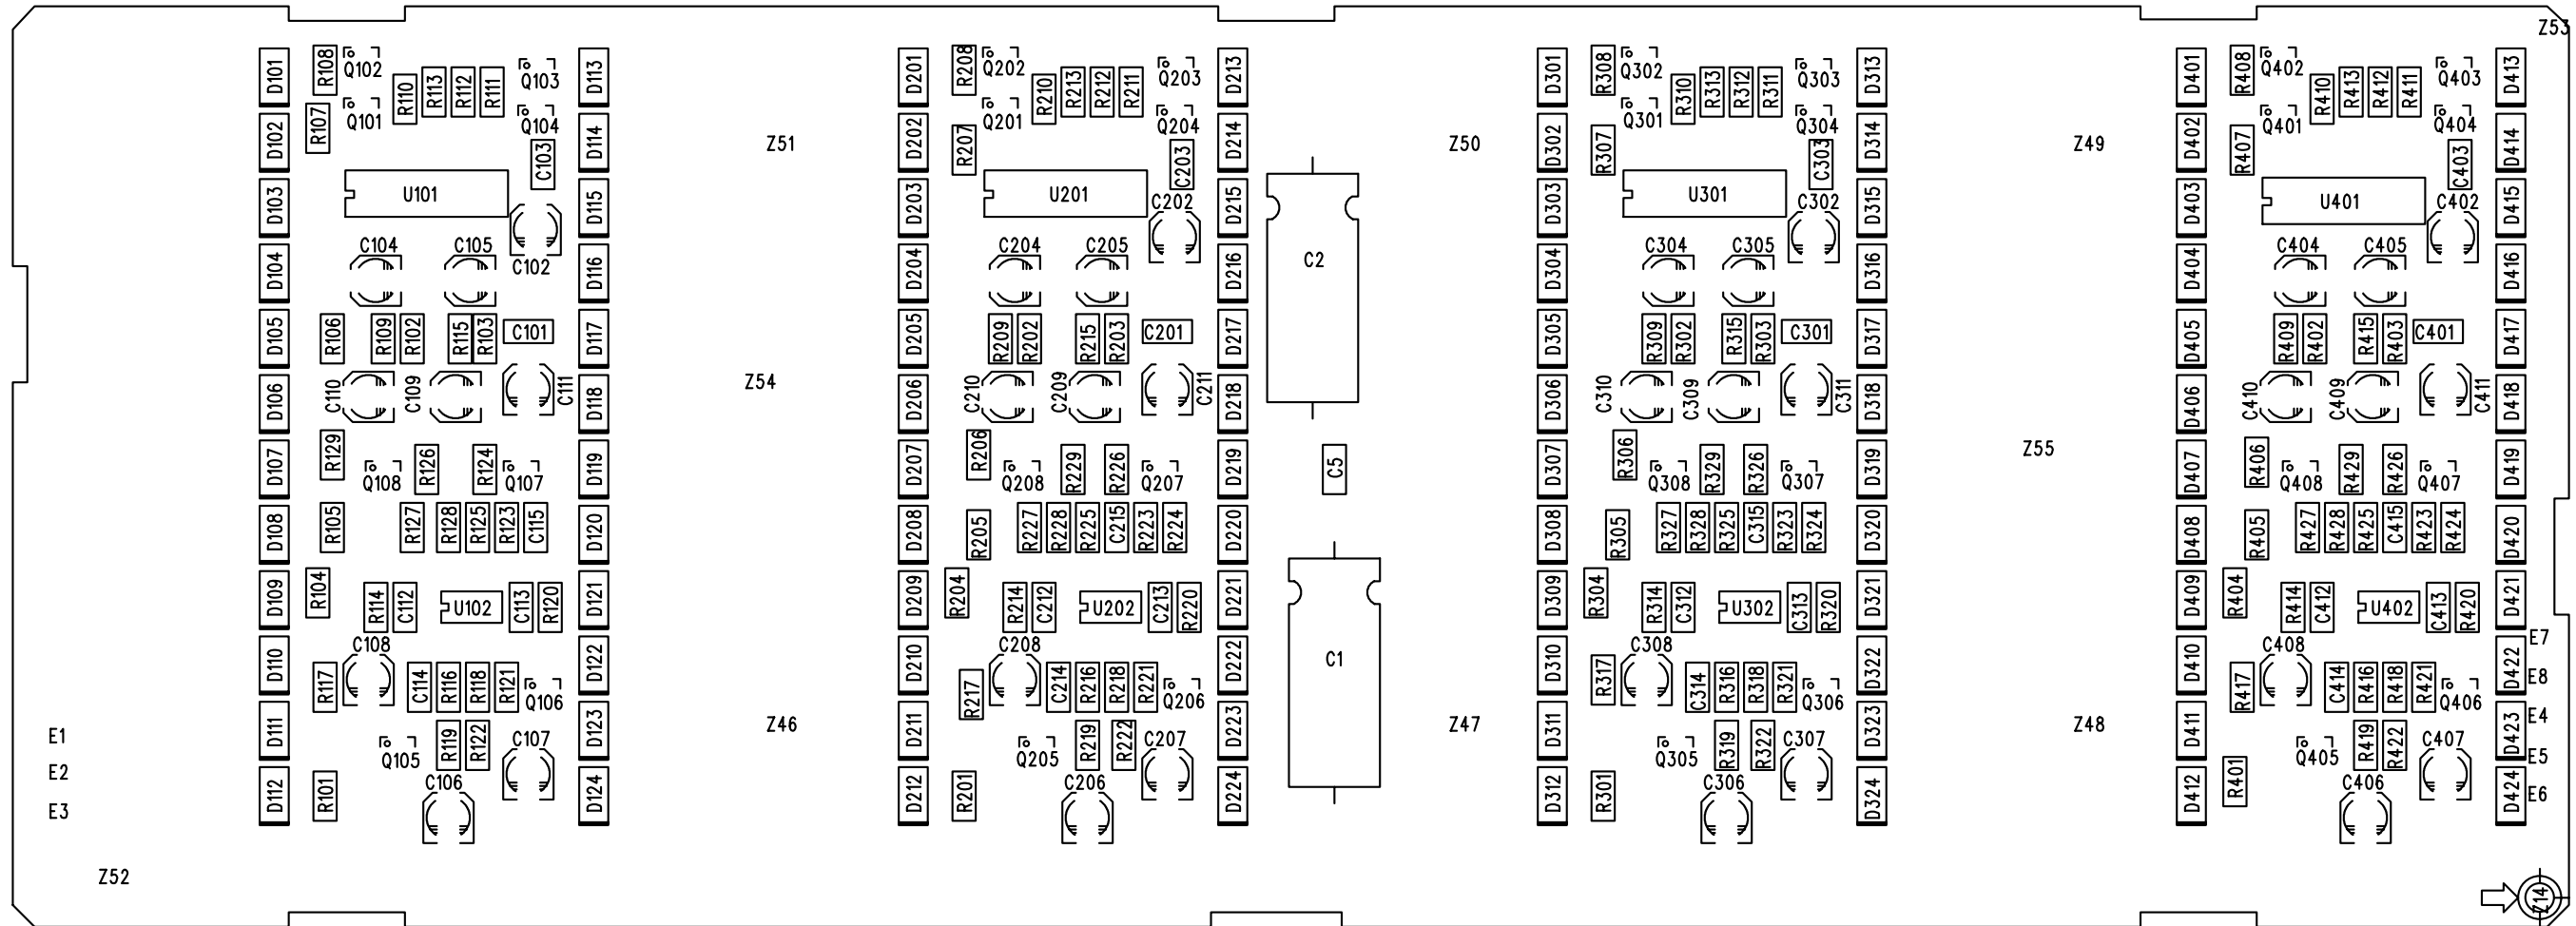 Z53
D101
R108
Q102
R110
R113
R112
R111
Q103
D113
R107
Q101
Q104
D102
C103
D114
D103
U101
D115
C104
C105
C102
D104
D116
D105
R106
R109
R102
R115
R103
C101
D117
D106
C110
C109
C111
D118
D107
R129
Q108
R126
R124
Q107
D119
D108
R105
R127
R128
R125
R123
C115
D120
D109
R104
R114
C112
U102
C113
R120
D121
C108
D110
R117
C114
R116
R118
R121
Q106
D122
D111
Q105
R119
R122
C107
D123
D112
R101
C106
D124
E1
E2
E3
Z52
Z51
Z54
Z46
D201
R208
Q202
R210
R213
R212
R211
Q203
D213
D202
R207
Q201
Q204
C203
D214
D203
U201
C202
D215
C204
C205
D204
D216
D205
R209
R202
R215
R203
C201
D217
D206
C210
C209
C211
D218
D207
R206
Q208
R229
R226
Q207
D219
D208
R205
R227
R228
R225
C215
R223
R224
D220
D209
R204
R214
C212
U202
C213
R220
D221
C208
D210
R217
C214
R216
R218
R221
Q206
D222
D211
Q205
R219
R222
C207
D223
D212
R201
C206
D224
C2
C5
C1
Z50
Z47
D301
R308
Q302
R310
R313
R312
R311
Q303
D313
D302
R307
Q301
Q304
C303
D314
D303
U301
C302
D315
C304
C305
D304
D316
D305
R309
R302
R315
R303
C301
D317
D306
C310
C309
C311
D318
D307
R306
Q308
R329
R326
Q307
D319
D308
R305
R327
R328
R325
C315
R323
R324
D320
D309
R304
R314
C312
U302
C313
R320
D321
C308
D310
R317
C314
R316
R318
R321
Q306
D322
D311
Q305
R319
R322
C307
D323
D312
R301
C306
D324
Z49
Z55
Z48
D401
R408
Q402
R410
R413
R412
R411
Q403
D413
D402
R407
Q401
Q404
C403
D414
D403
U401
C402
D415
C404
C405
D404
D416
D405
R409
R402
R415
R403
C401
D417
D406
C410
C409
C411
D418
D407
R406
Q408
R429
R426
Q407
D419
D408
R405
R427
R428
R425
C415
R423
R424
D420
D409
R404
R414
C412
U402
C413
R420
D421
C408
D410
R417
C414
R416
R418
R421
Q406
D422
D411
Q405
R419
R422
C407
D423
D412
R401
C406
D424
E7
E8
E4
E5
E6
Z14